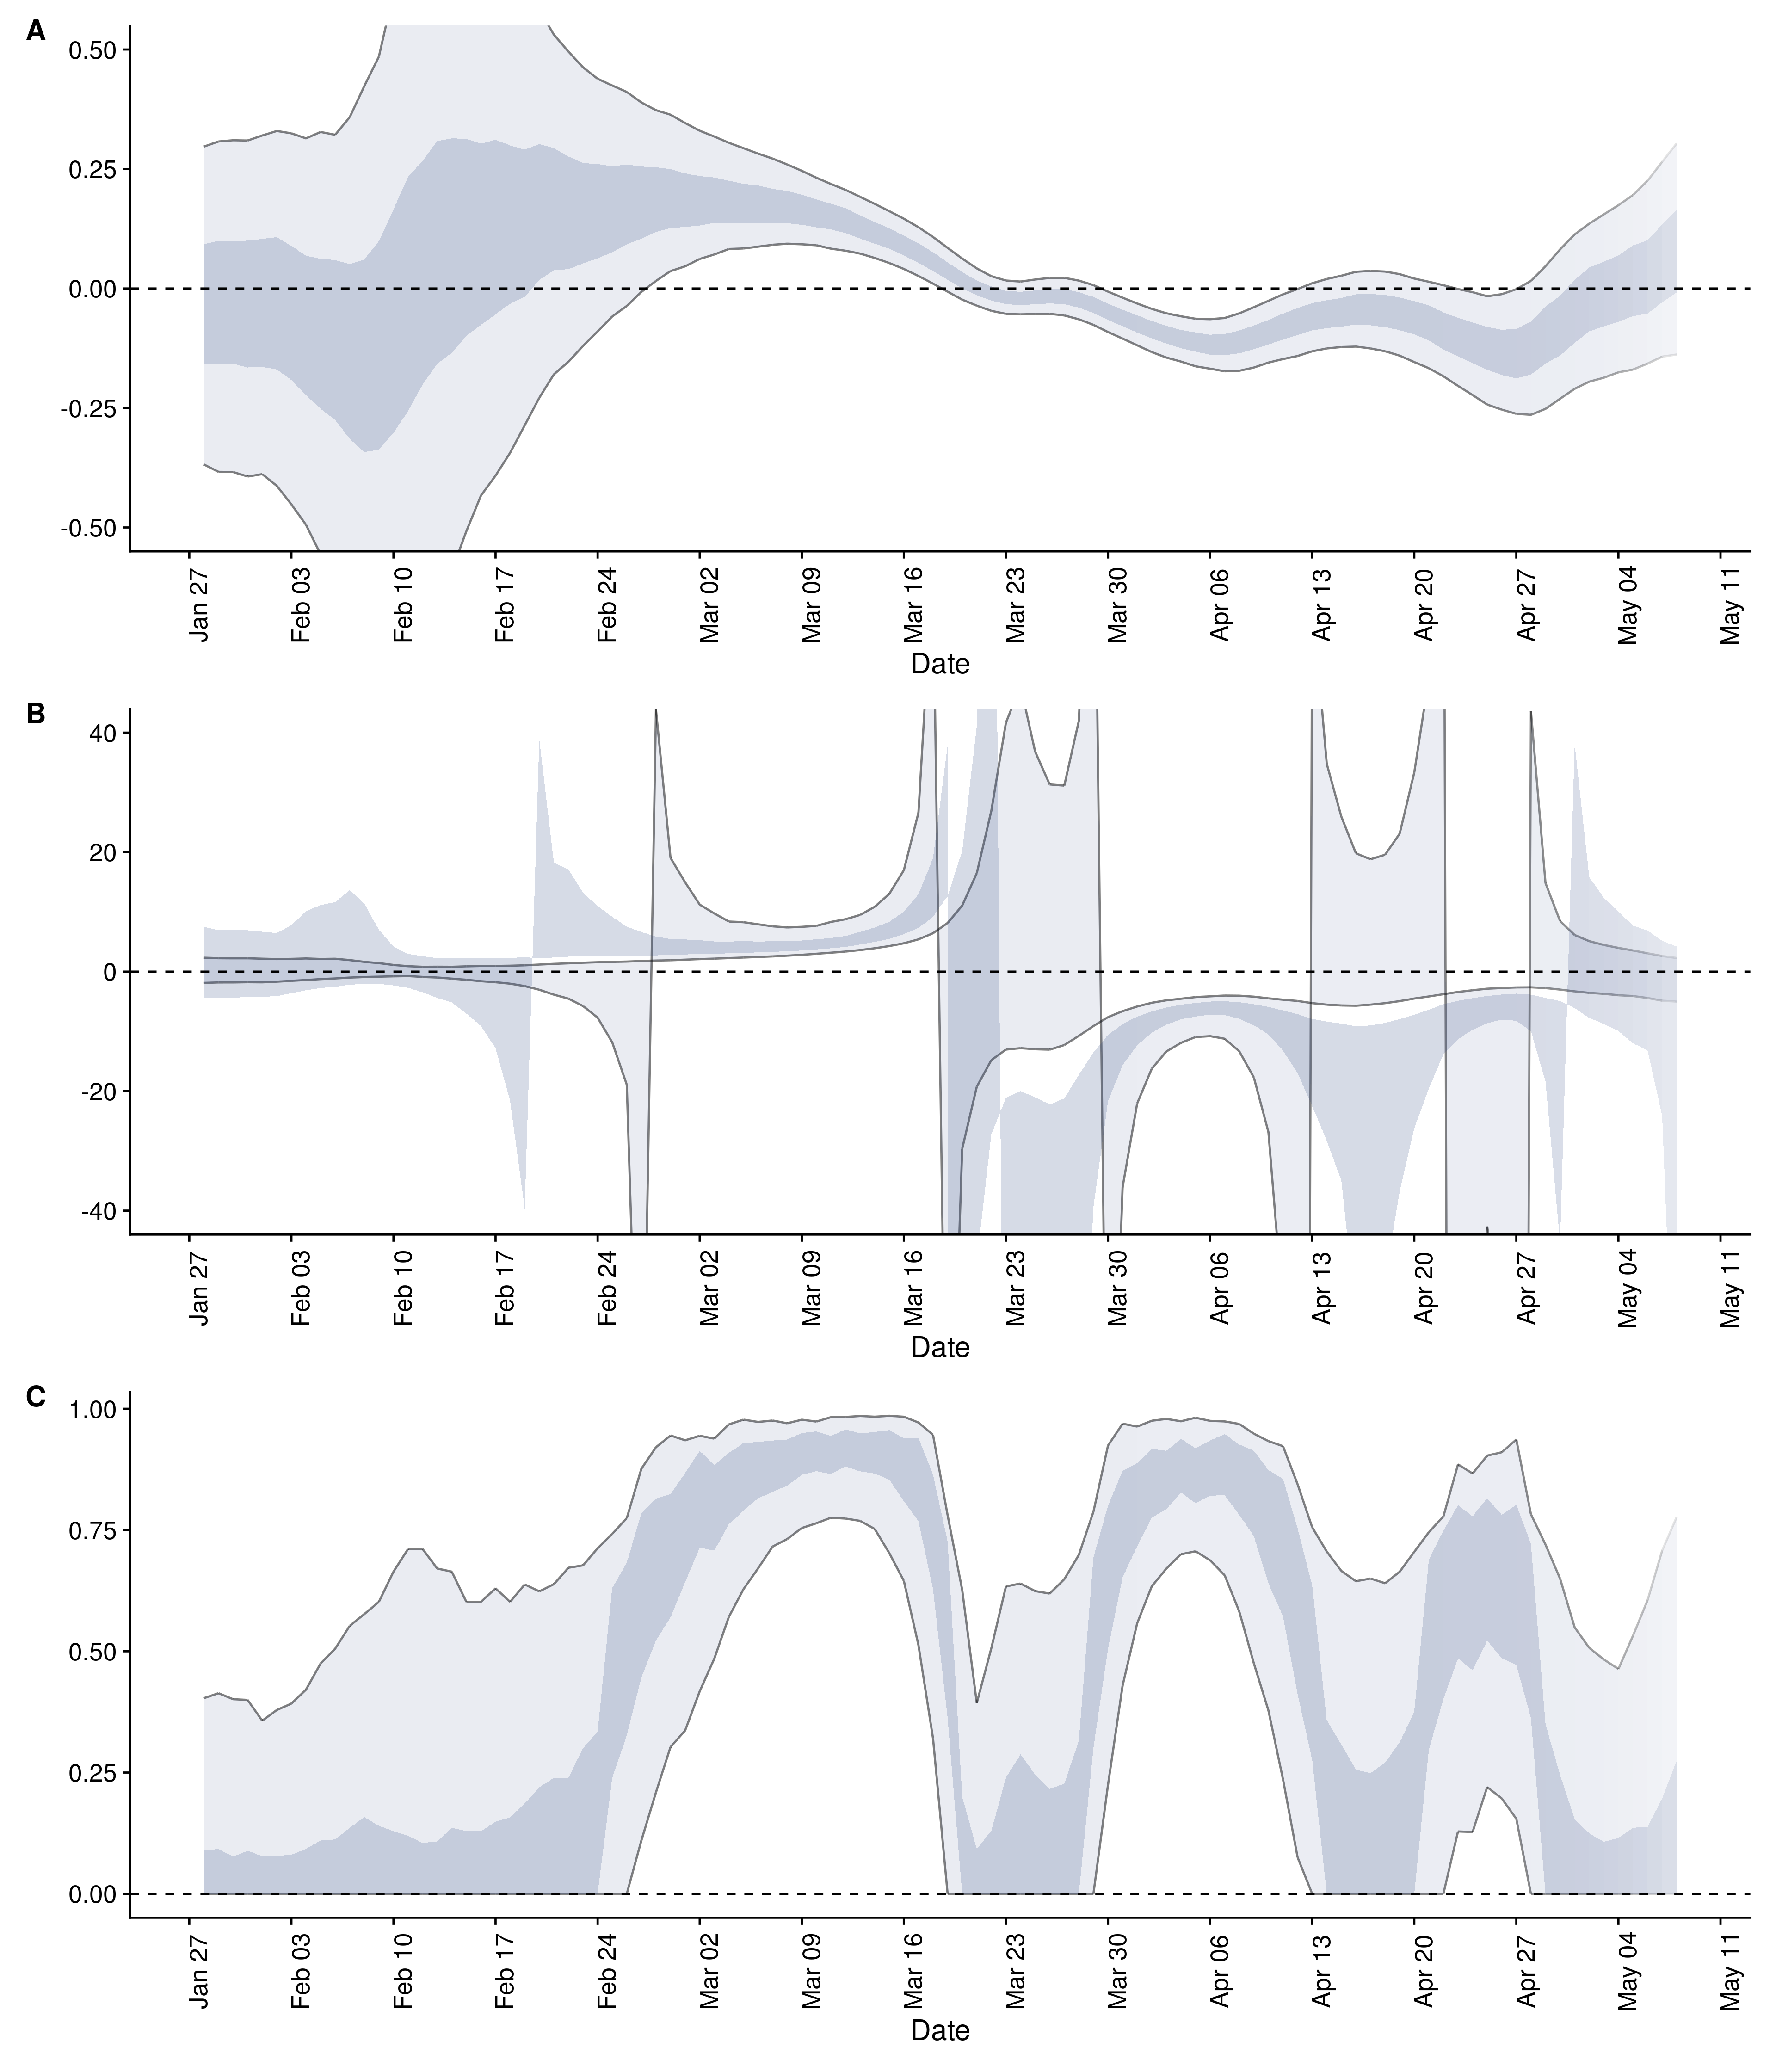 A
0.50
0.25
0.00
-0.25
-0.50
Jan 27
Feb 03
Feb 10
Feb 17
Feb 24
Mar 02
Mar 09
Mar 16
Mar 23
Mar 30
Apr 06
Apr 13
Apr 20
Apr 27
May 04
May 11
Date
B
40
20
0
-20
-40
Jan 27
Feb 03
Feb 10
Feb 17
Feb 24
Mar 02
Mar 09
Mar 16
Mar 23
Mar 30
Apr 06
Apr 13
Apr 20
Apr 27
May 04
May 11
Date
C
1.00
0.75
0.50
0.25
0.00
Jan 27
Feb 03
Feb 10
Feb 17
Feb 24
Mar 02
Mar 09
Mar 16
Mar 23
Mar 30
Apr 06
Apr 13
Apr 20
Apr 27
May 04
May 11
Date